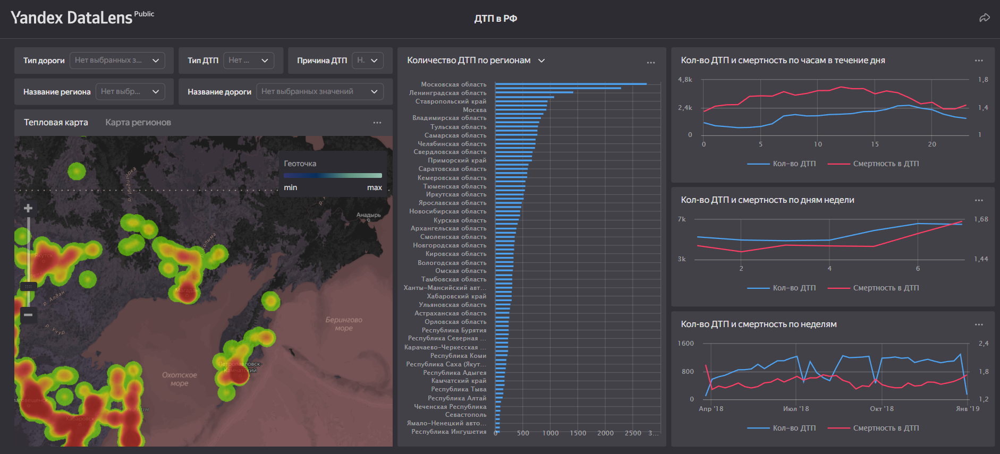 Yandex DataLens Public
ДТП в РФ
Тип дороги Нет выбранных з...
Тип ДТП Нет ...
Причина ДТП Н.
Название региона Нет выбр...
Название дороги Нет выбранных значений
Тепловая карта Карта регионов
Геоточка
min max
р. Индигирка
Анадырь
Якутск
Магадан
р. Алдан
р. Учур
Берингово
море
Петропавловск-
Камчатский
Охотское
море
Хабаровск
Количество ДТП по регионам
Московская область
Ленинградская область
Ставропольский край
Москва
Владимирская область
Тульская область
Самарская область
Челябинская область
Свердловская область
Приморский край
Саратовская область
Кемеровская область
Тюменская область
Иркутская область
Ярославская область
Новосибирская область
Курская область
Архангельская область
Смоленская область
Новгородская область
Кировская область
Вологодская область
Омская область
Тамбовская область
Ханты-Мансийский авт...
Хабаровский край
Ульяновская область
Астраханская область
Орловская область
Республика Бурятия
Республика Северная ...
Карачаево-Черкесская ...
Республика Коми
Республика Саха (Якут...
Республика Адыгея
Камчатский край
Республика Тыва
Республика Алтай
Чеченская Республика
Севастополь
Ямало-Ненецкий авто...
Республика Ингушетия
0 500 1000 1500 2000 2500 3...
Кол-во ДТП и смертность по часам в течение дня
4,8k 1,8
2,4k 1,4
0 1
0 5 10 15 20
Кол-во ДТП Смертность в ДТП
Кол-во ДТП и смертность по дням недели
7k 1,68
3k 1,44
2 4 6
Кол-во ДТП Смертность в ДТП
Кол-во ДТП и смертность по неделям
1600 2,4
800 1,8
0 1,2
Апр '18 Июл '18 Окт '18 Янв '19
Кол-во ДТП Смертность в ДТП